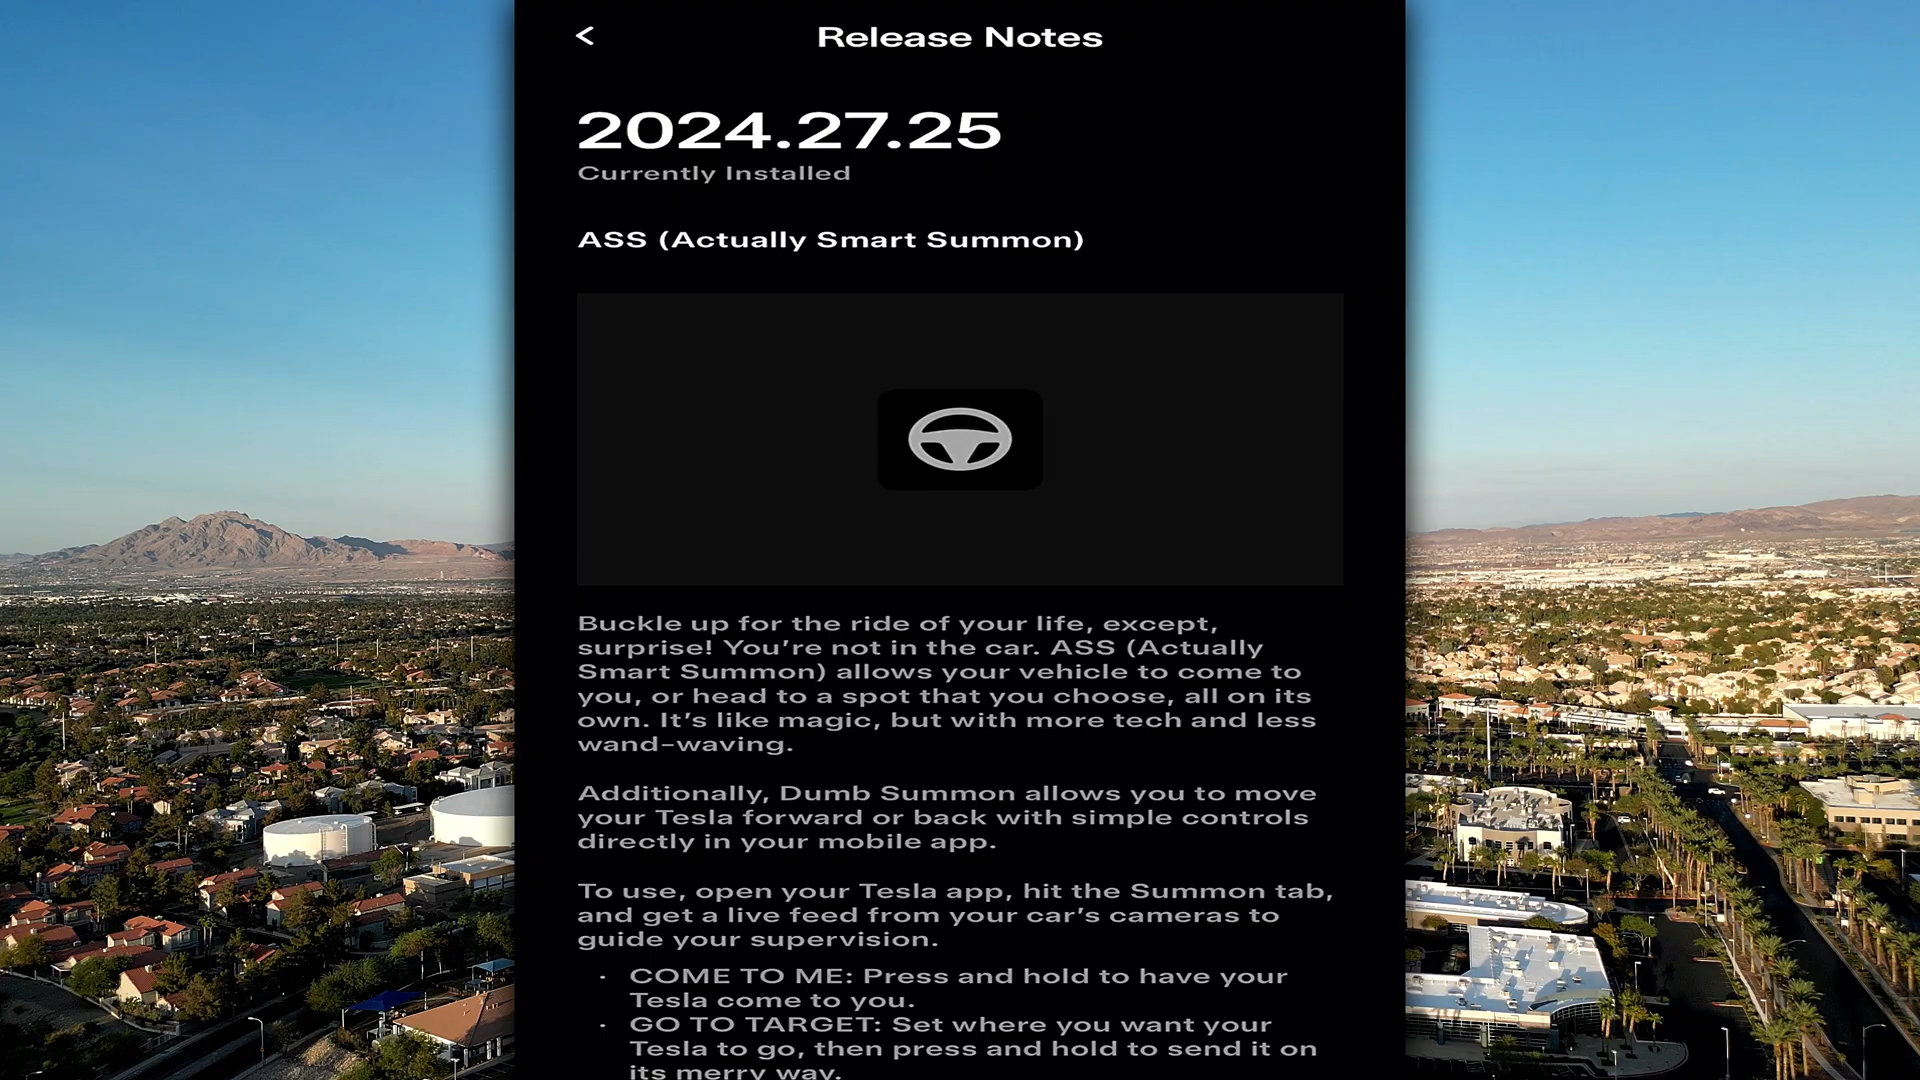 Release Notes
2024.27.25
Currently Installed
ASS (Actually Smart Summon)
Buckle up for the ride of your life, except,
surprise! You’re not in the car. ASS (Actually
Smart Summon) allows your vehicle to come to
you, or head to a spot that you choose, all on its
own. It’s like magic, but with more tech and less
wand-waving.
Additionally, Dumb Summon allows you to move
your Tesla forward or back with simple controls
directly in your mobile app.
To use, open your Tesla app, hit the Summon tab,
and get a live feed from your car’s cameras to
guide your supervision.
· COME TO ME: Press and hold to have your
Tesla come to you.
· GO TO TARGET: Set where you want your
Tesla to go, then press and hold to send it on
its merry way.